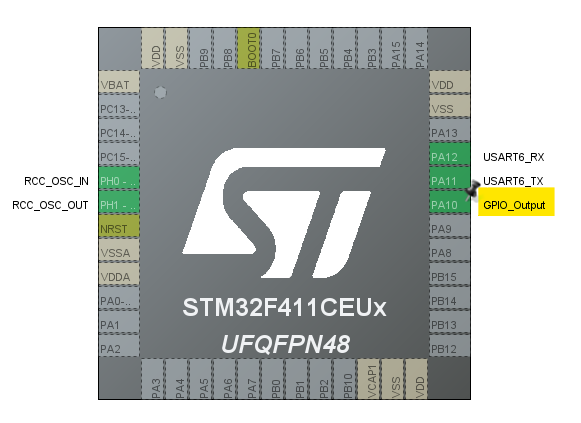 VDD
VSS
PB9
PB8
BOOT0
PB7
PB6
PB5
PB4
PB3
PA15
PA14
VBAT
PC13-..
PC14-..
PC15-..
RCC_OSC_IN PH0 - ..
RCC_OSC_OUT PH1 - ..
NRST
VSSA
VDDA
PA0-..
PA1
PA2
VDD
VSS
PA13
PA12 USART6_RX
PA11 USART6_TX
PA10 GPIO_Output
PA9
PA8
PB15
PB14
PB13
PB12
ST
STM32F411CEUx
UFQFPN48
PA3
PA4
PA5
PA6
PA7
PB0
PB1
PB2
PB10
VCAP1
VSS
VDD